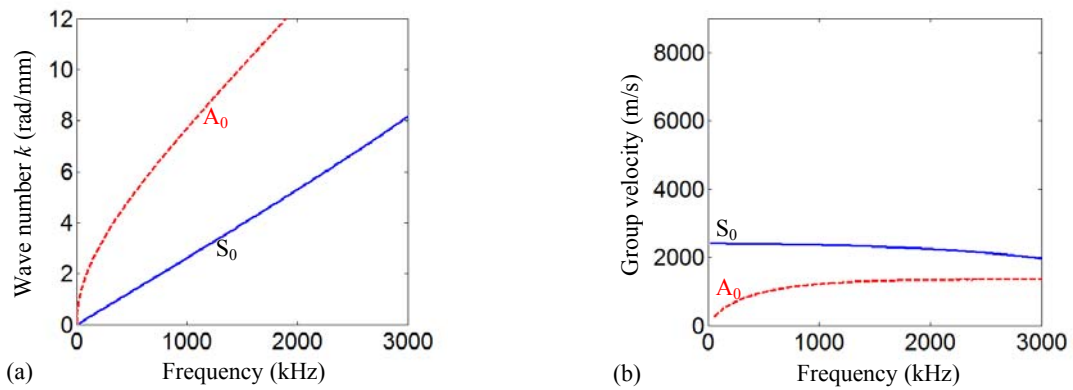 12
10
8
6
4
2
0
Wave number k (rad/mm)
A₀
S₀
0 1000 2000 3000
(a) Frequency (kHz)
8000
6000
4000
2000
0
Group velocity (m/s)
S₀
A₀
0 1000 2000 3000
(b) Frequency (kHz)